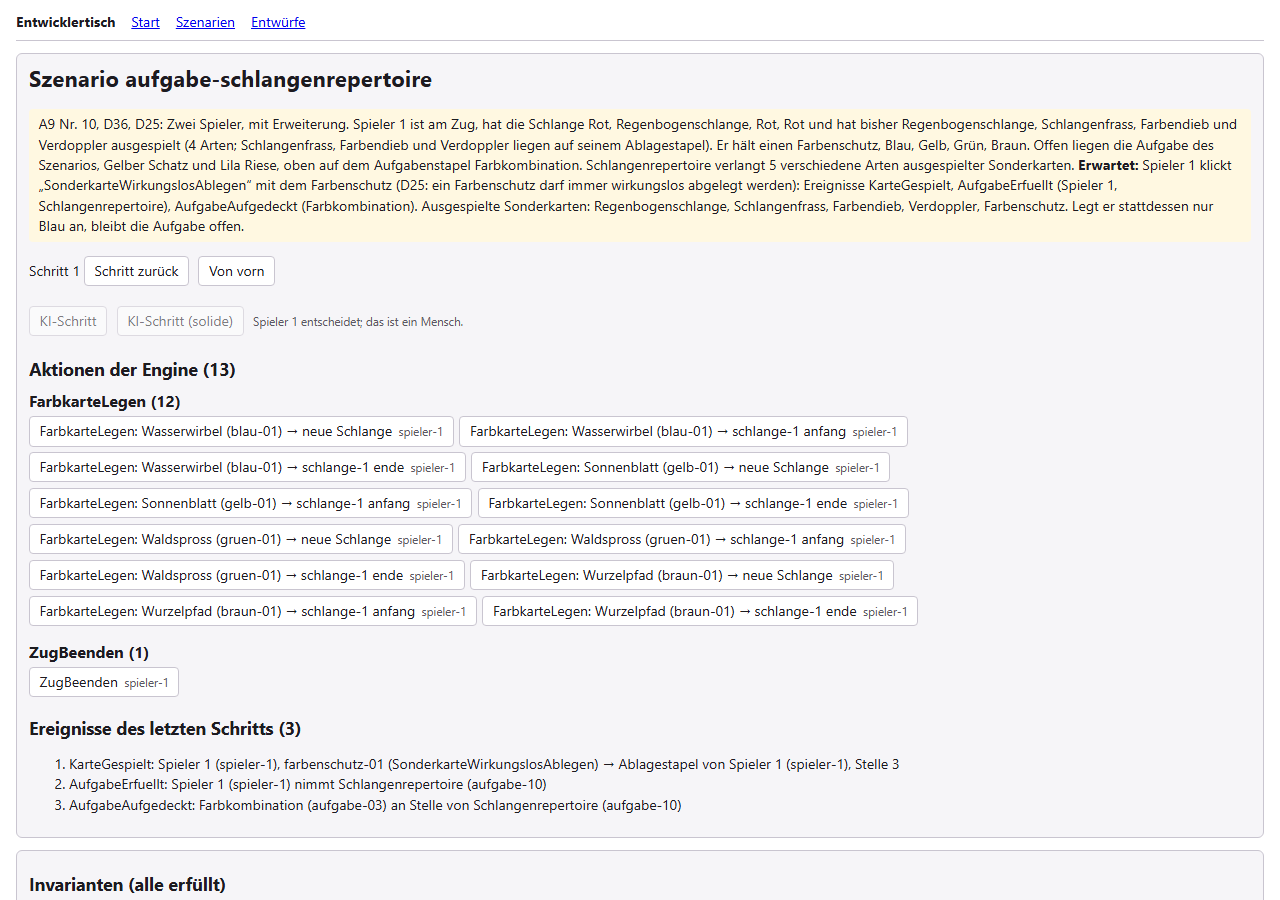 Entwicklertisch Start Szenarien Entwürfe
Szenario aufgabe-schlangenrepertoire
A9 Nr. 10, D36, D25: Zwei Spieler, mit Erweiterung. Spieler 1 ist am Zug, hat die Schlange Rot, Regenbogenschlange, Rot, Rot und hat bisher Regenbogenschlange, Schlangenfrass, Farbendieb und
Verdoppler ausgespielt (4 Arten; Schlangenfrass, Farbendieb und Verdoppler liegen auf seinem Ablagestapel). Er hält einen Farbenschutz, Blau, Gelb, Grün, Braun. Offen liegen die Aufgabe des
Szenarios, Gelber Schatz und Lila Riese, oben auf dem Aufgabenstapel Farbkombination. Schlangenrepertoire verlangt 5 verschiedene Arten ausgespielter Sonderkarten. Erwartet: Spieler 1 klickt
„SonderkarteWirkungslosAblegen“ mit dem Farbenschutz (D25: ein Farbenschutz darf immer wirkungslos abgelegt werden): Ereignisse KarteGespielt, AufgabeErfuellt (Spieler 1,
Schlangenrepertoire), AufgabeAufgedeckt (Farbkombination). Ausgespielte Sonderkarten: Regenbogenschlange, Schlangenfrass, Farbendieb, Verdoppler, Farbenschutz. Legt er stattdessen nur
Blau an, bleibt die Aufgabe offen.
Schritt 1 Schritt zurück Von vorn
KI-Schritt KI-Schritt (solide) Spieler 1 entscheidet; das ist ein Mensch.
Aktionen der Engine (13)
FarbkarteLegen (12)
FarbkarteLegen: Wasserwirbel (blau-01) → neue Schlange spieler-1 FarbkarteLegen: Wasserwirbel (blau-01) → schlange-1 anfang spieler-1
FarbkarteLegen: Wasserwirbel (blau-01) → schlange-1 ende spieler-1 FarbkarteLegen: Sonnenblatt (gelb-01) → neue Schlange spieler-1
FarbkarteLegen: Sonnenblatt (gelb-01) → schlange-1 anfang spieler-1 FarbkarteLegen: Sonnenblatt (gelb-01) → schlange-1 ende spieler-1
FarbkarteLegen: Waldspross (gruen-01) → neue Schlange spieler-1 FarbkarteLegen: Waldspross (gruen-01) → schlange-1 anfang spieler-1
FarbkarteLegen: Waldspross (gruen-01) → schlange-1 ende spieler-1 FarbkarteLegen: Wurzelpfad (braun-01) → neue Schlange spieler-1
FarbkarteLegen: Wurzelpfad (braun-01) → schlange-1 anfang spieler-1 FarbkarteLegen: Wurzelpfad (braun-01) → schlange-1 ende spieler-1
ZugBeenden (1)
ZugBeenden spieler-1
Ereignisse des letzten Schritts (3)
1. KarteGespielt: Spieler 1 (spieler-1), farbenschutz-01 (SonderkarteWirkungslosAblegen) → Ablagestapel von Spieler 1 (spieler-1), Stelle 3
2. AufgabeErfuellt: Spieler 1 (spieler-1) nimmt Schlangenrepertoire (aufgabe-10)
3. AufgabeAufgedeckt: Farbkombination (aufgabe-03) an Stelle von Schlangenrepertoire (aufgabe-10)
Invarianten (alle erfüllt)